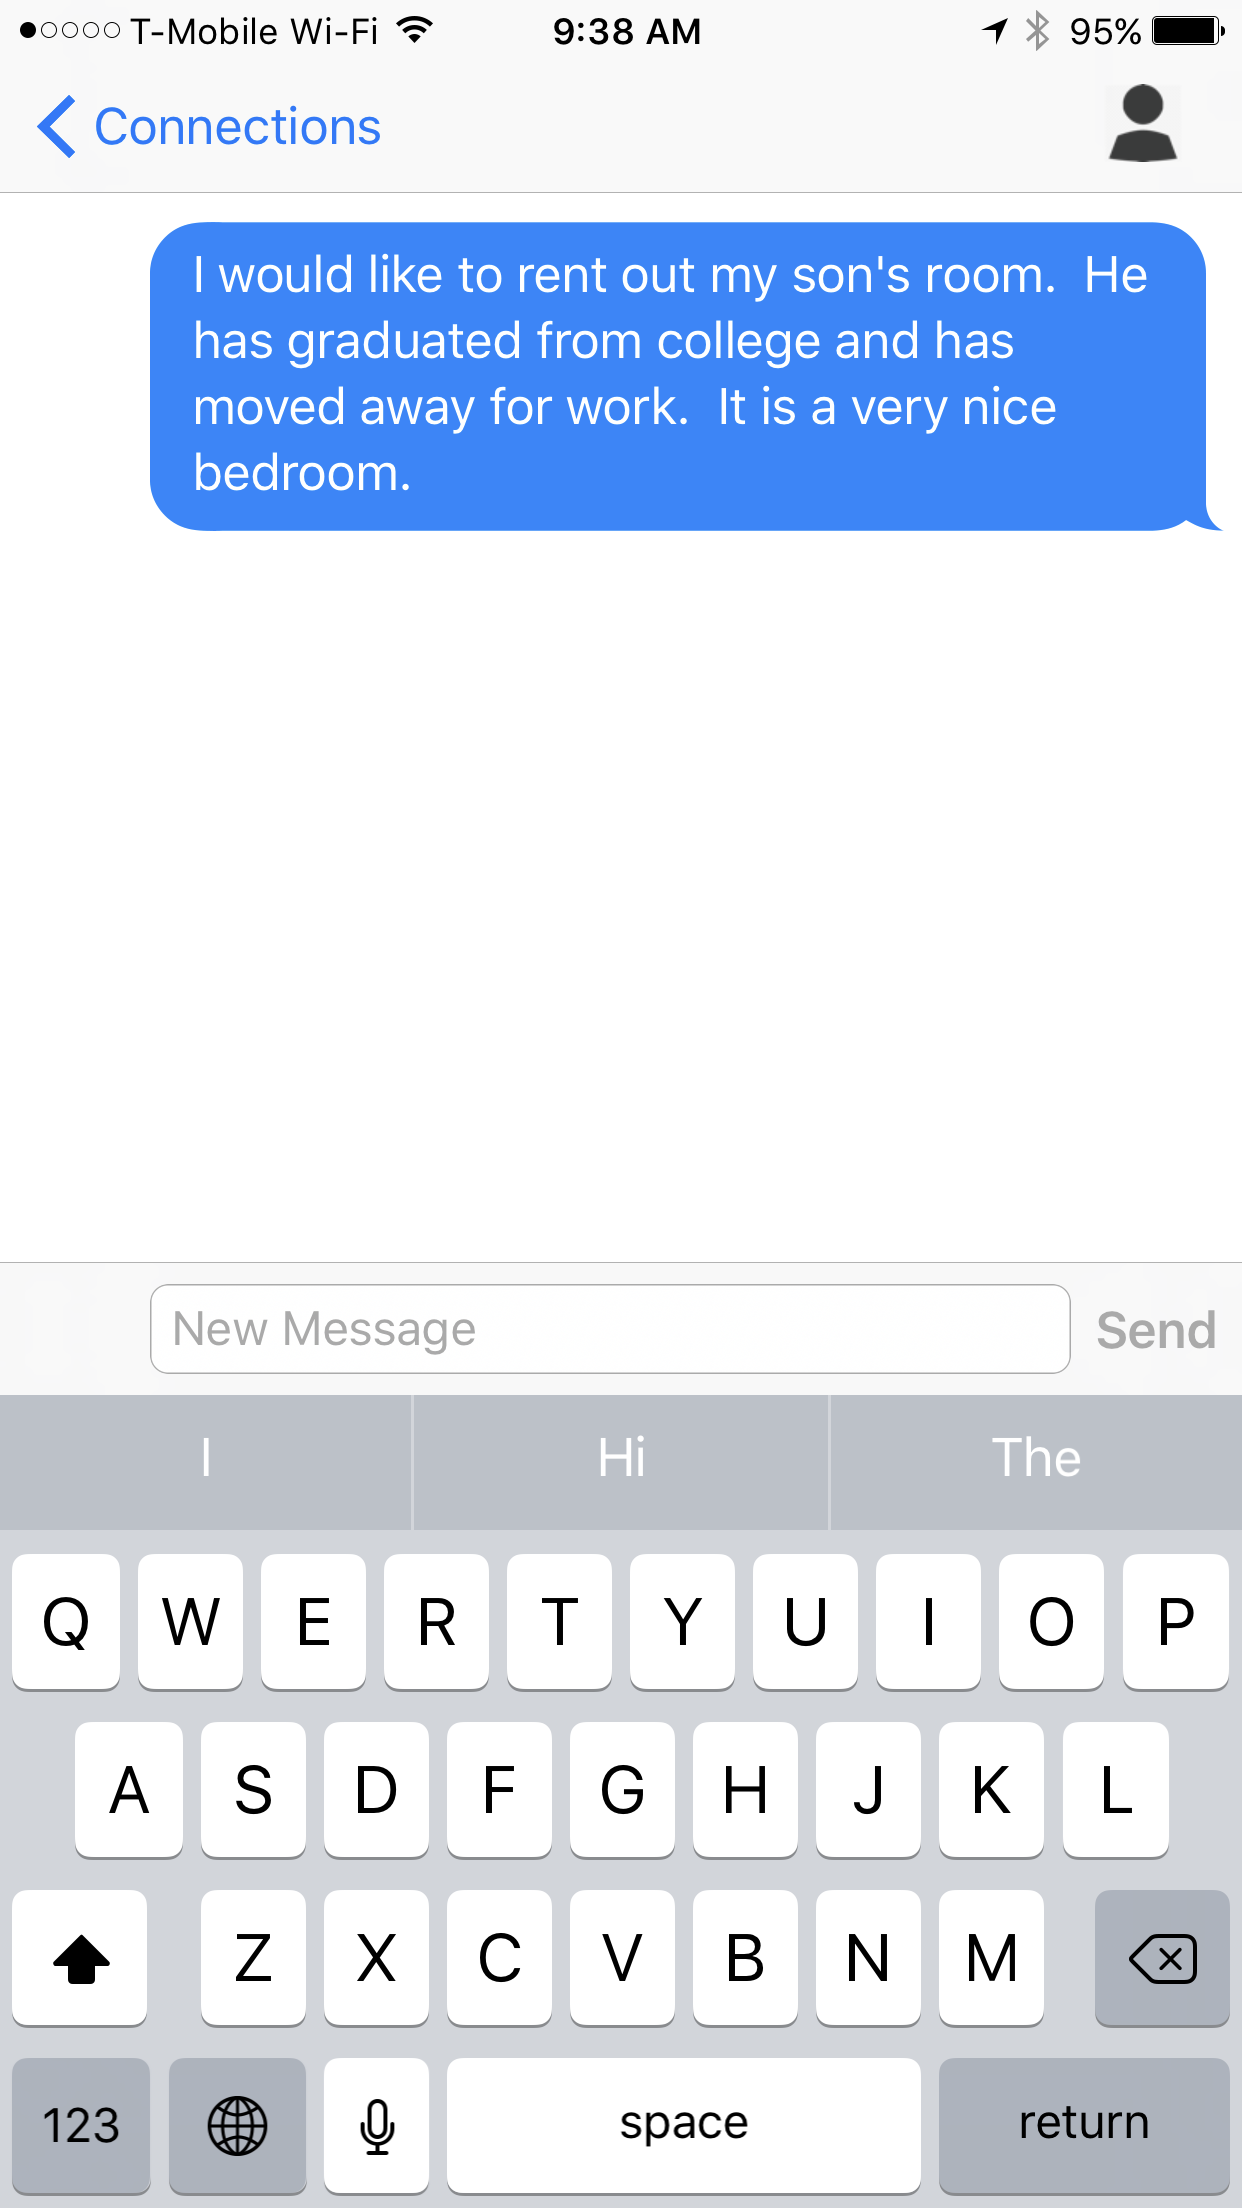 T-Mobile Wi-Fi 9:38 AM 95%
Connections
I would like to rent out my son's room.  He
has graduated from college and has
moved away for work.  It is a very nice
bedroom.
New Message Send
I Hi The
Q W E R T Y U I O P
A S D F G H J K L
Z X C V B N M
123 space return